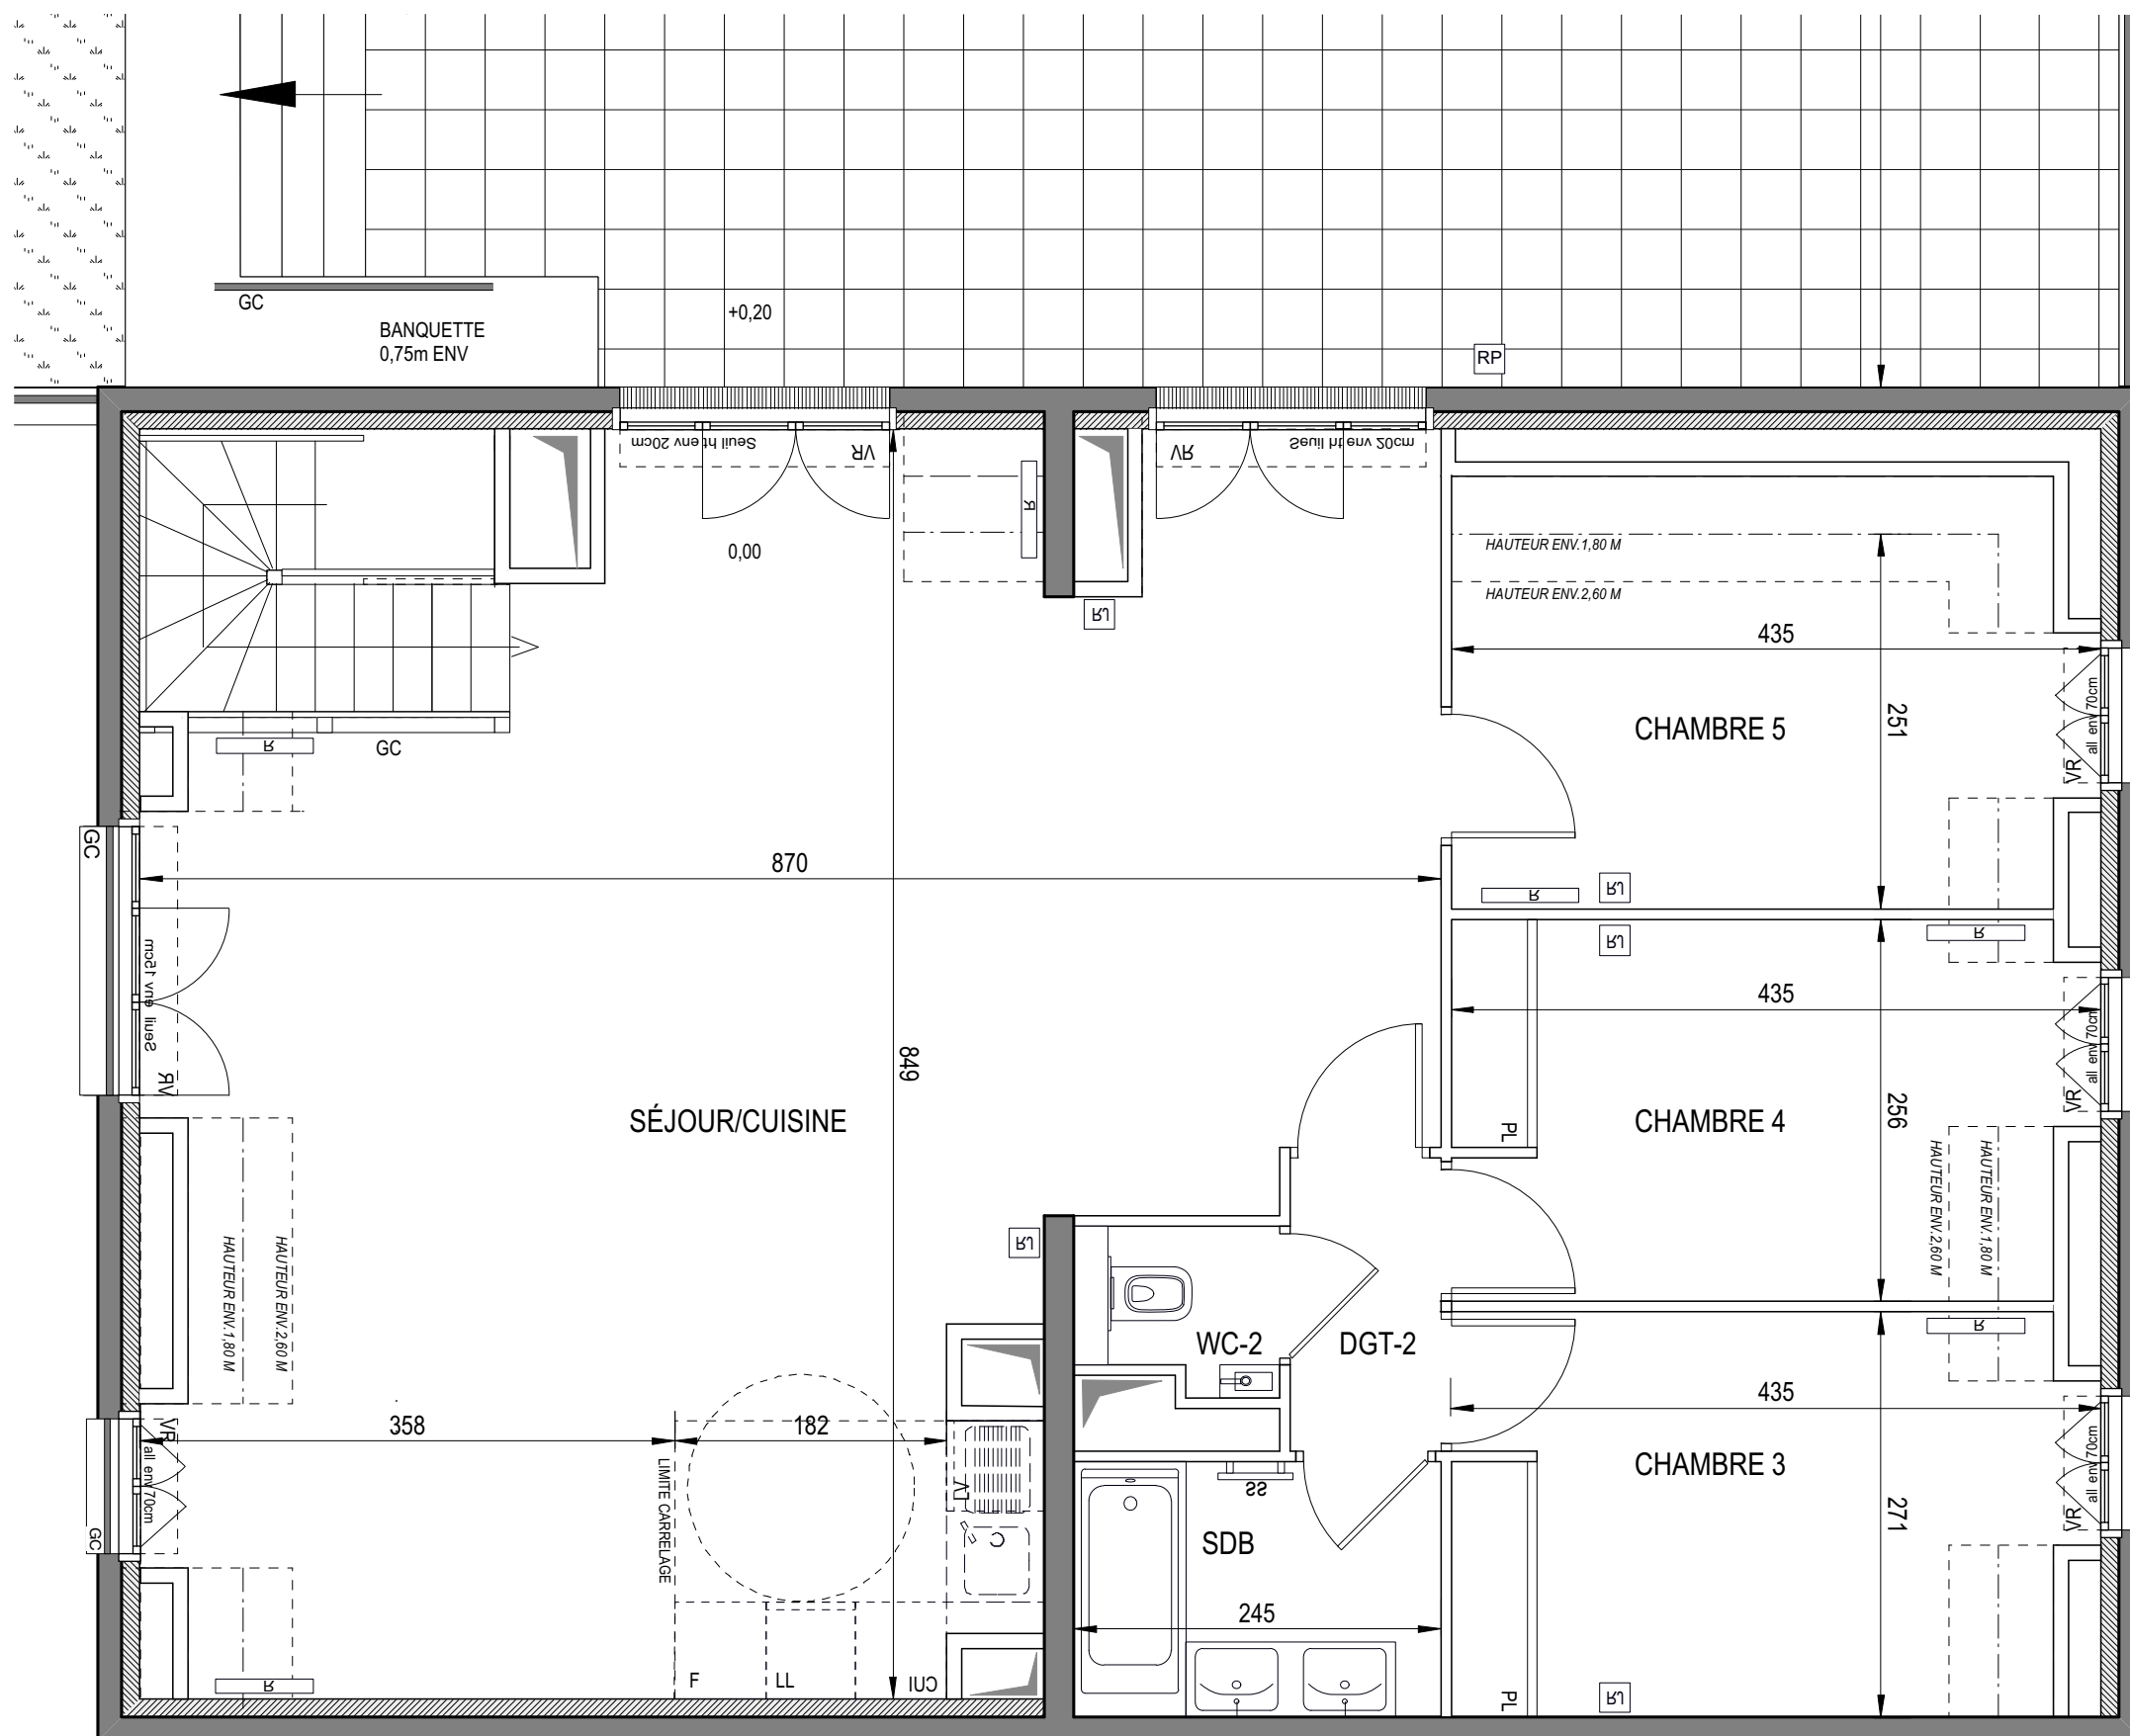 GC
BANQUETTE
0,75m ENV
+0,20
RP
Seuil ht env 20cm
VR
VR
Seuil ht env 20cm
R
0,00
RJ
HAUTEUR ENV.1,80 M
HAUTEUR ENV.2,60 M
435
251
CHAMBRE 5
all env 70cm
VR
R
GC
GC
870
R
RJ
RJ
R
Seuil env 15cm
VR
435
849
SÉJOUR/CUISINE
PL
256
CHAMBRE 4
all env 70cm
VR
HAUTEUR ENV.2,60 M
HAUTEUR ENV.1,80 M
HAUTEUR ENV.1,80 M
HAUTEUR ENV.2,60 M
RJ
WC-2
DGT-2
R
435
358
182
VR
all env 70cm
GC
LIMITE CARRELAGE
LV
SS
SDB
CHAMBRE 3
271
all env 70cm
VR
245
R
F
LL
CUI
PL
RJ